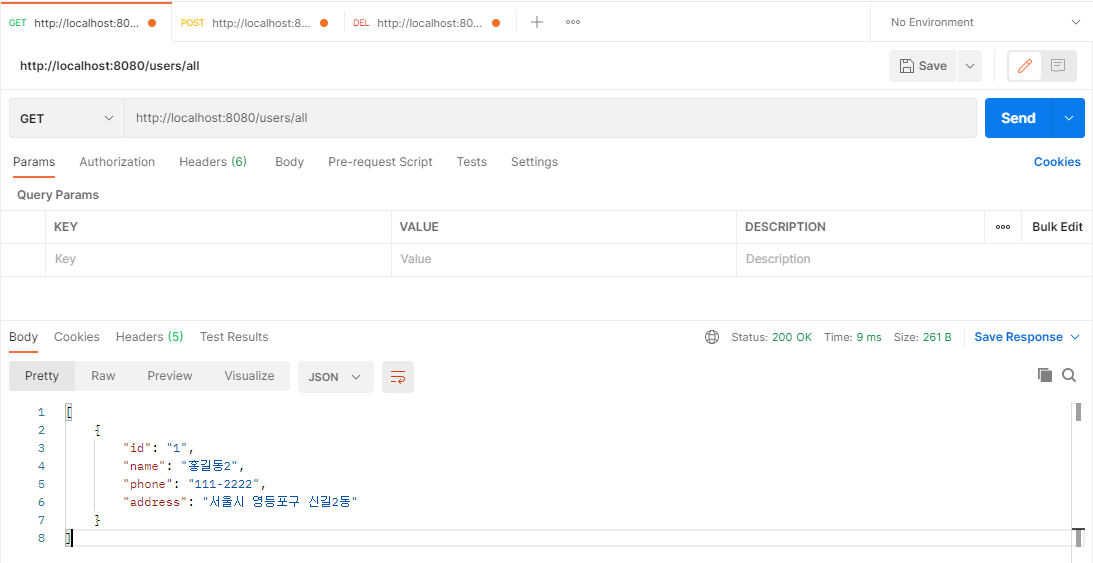 GET http://localhost:80... POST http://localhost:8... DEL http://localhost:80... No Environment
http://localhost:8080/users/all Save
GET http://localhost:8080/users/all Send
Params Authorization Headers (6) Body Pre-request Script Tests Settings Cookies
Query Params
KEY VALUE DESCRIPTION Bulk Edit
Key Value Description
Body Cookies Headers (5) Test Results Status: 200 OK Time: 9 ms Size: 261 B Save Response
Pretty Raw Preview Visualize JSON
1 [
2 {
3 "id": "1",
4 "name": "홍길동2",
5 "phone": "111-2222",
6 "address": "서울시 영등포구 신길2동"
7 }
8 ]